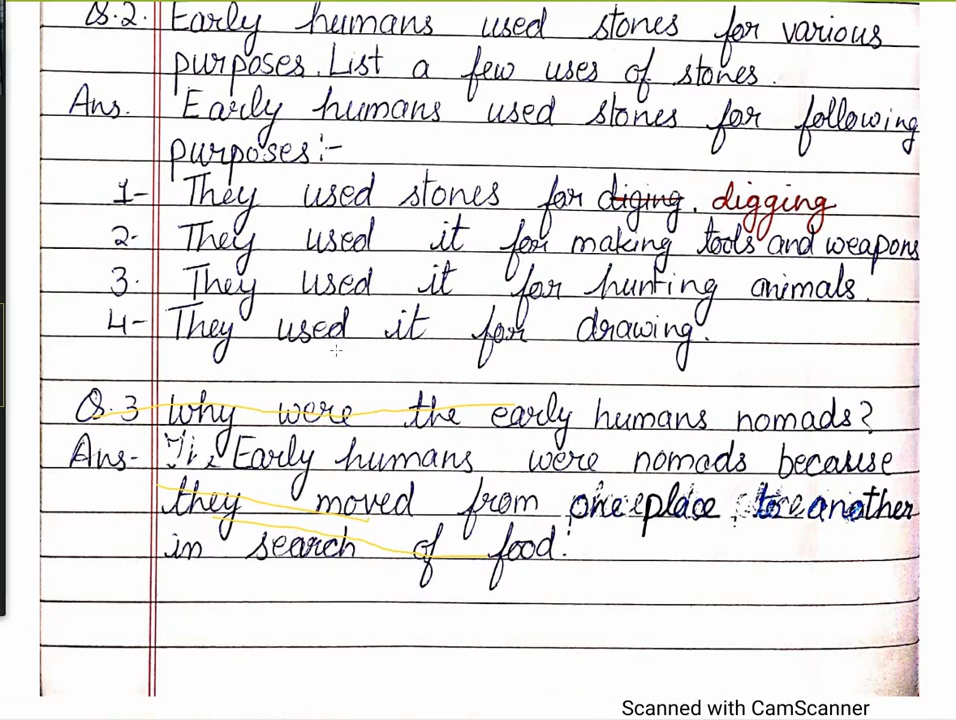 Q.2. Early humans used stones for various
purposes. List a few uses of stones.
Ans. Early humans used stones for following
purposes:-
1- They used stones for diging. digging
2- They used it for making tools and weapons
3. They used it for hunting animals.
4- They used it for drawing.
Q.3 Why were the early humans nomads?
Ans- Early humans were nomads because
they moved from one place to another
in search of food.
Scanned with CamScanner